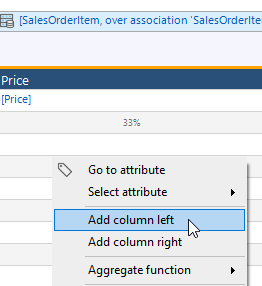 [SalesOrderItem, over association 'SalesOrderIte
Price
[Price]
33%
Go to attribute
Select attribute
Add column left
Add column right
Aggregate function